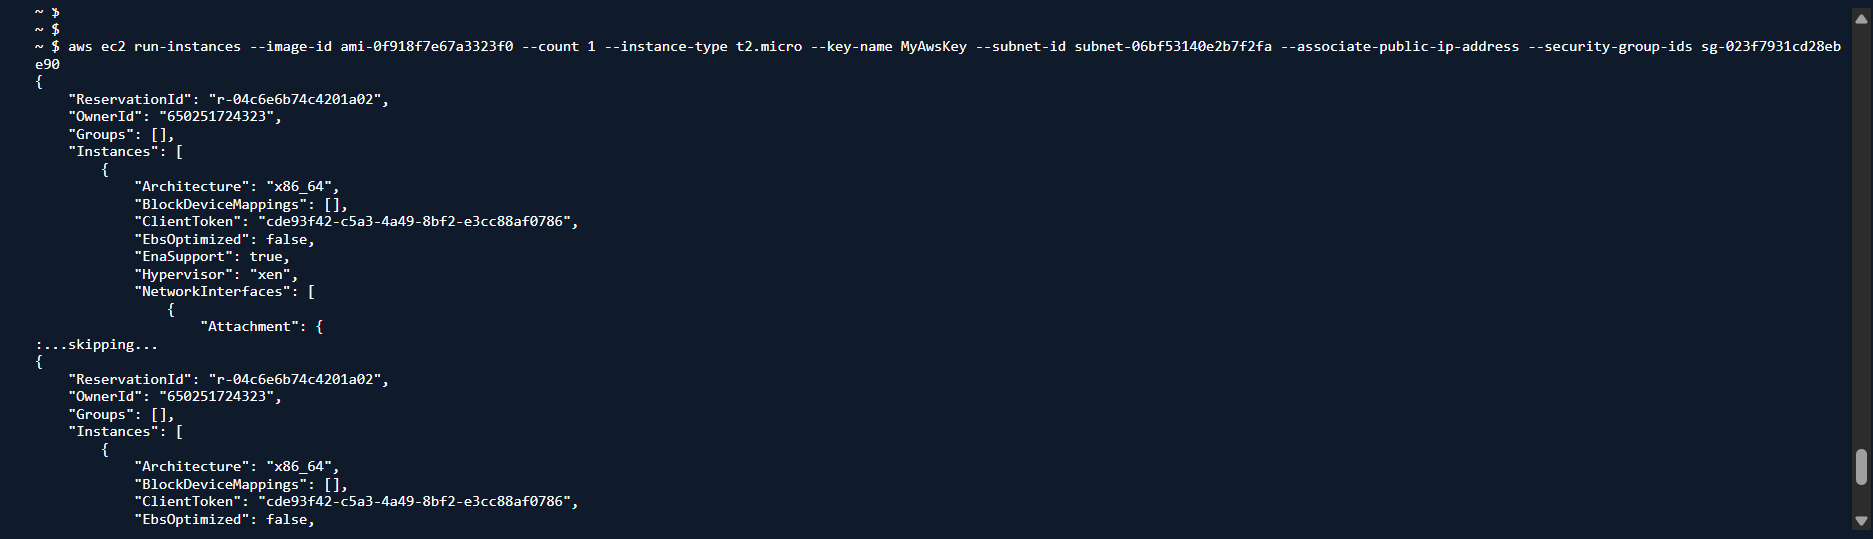 ~ $
~ $
~ $ aws ec2 run-instances --image-id ami-0f918f7e67a3323f0 --count 1 --instance-type t2.micro --key-name MyAwsKey --subnet-id subnet-06bf53140e2b7f2fa --associate-public-ip-address --security-group-ids sg-023f7931cd28eb
e90
{
    "ReservationId": "r-04c6e6b74c4201a02",
    "OwnerId": "650251724323",
    "Groups": [],
    "Instances": [
        {
            "Architecture": "x86_64",
            "BlockDeviceMappings": [],
            "ClientToken": "cde93f42-c5a3-4a49-8bf2-e3cc88af0786",
            "EbsOptimized": false,
            "EnaSupport": true,
            "Hypervisor": "xen",
            "NetworkInterfaces": [
                {
                    "Attachment": {
:...skipping...
{
    "ReservationId": "r-04c6e6b74c4201a02",
    "OwnerId": "650251724323",
    "Groups": [],
    "Instances": [
        {
            "Architecture": "x86_64",
            "BlockDeviceMappings": [],
            "ClientToken": "cde93f42-c5a3-4a49-8bf2-e3cc88af0786",
            "EbsOptimized": false,